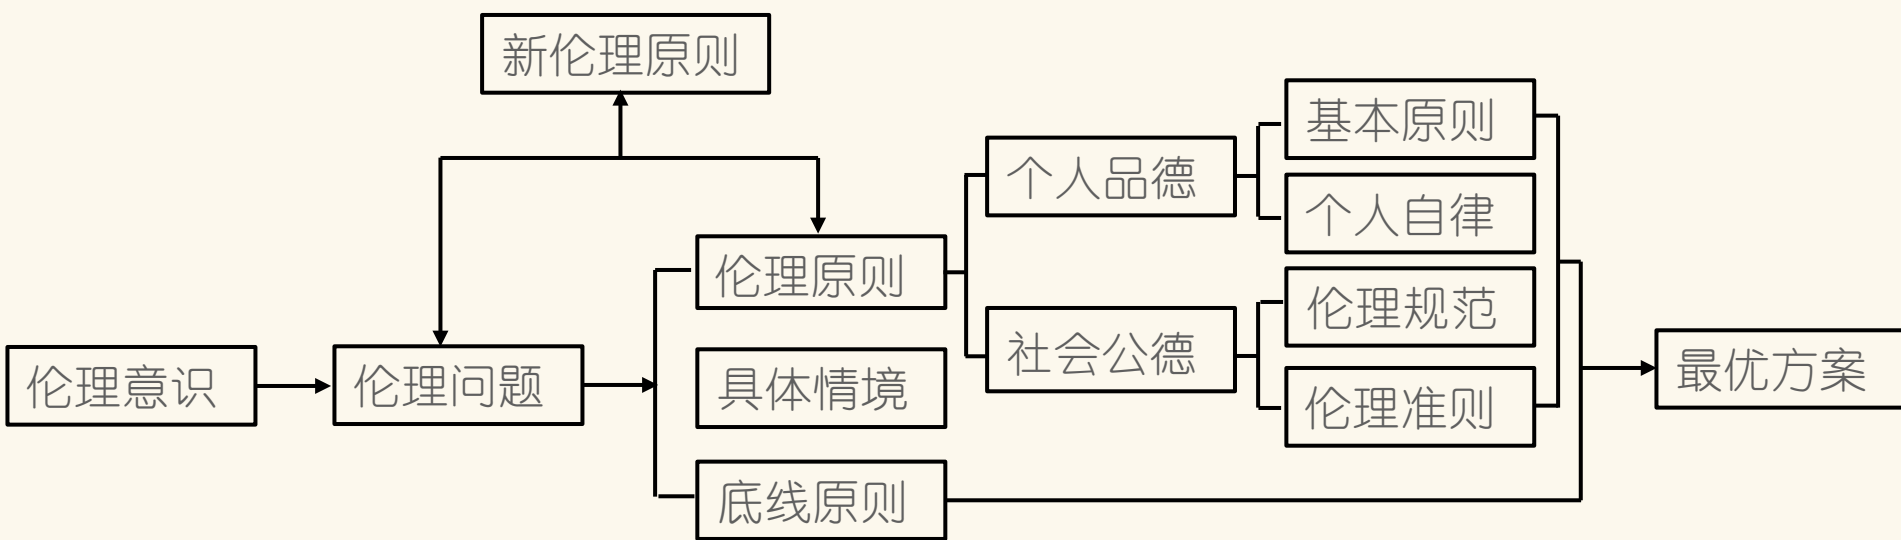 新伦理原则
基本原则
个人品德
个人自律
伦理原则
伦理规范
社会公德
伦理意识
伦理问题
具体情境
伦理准则
最优方案
底线原则